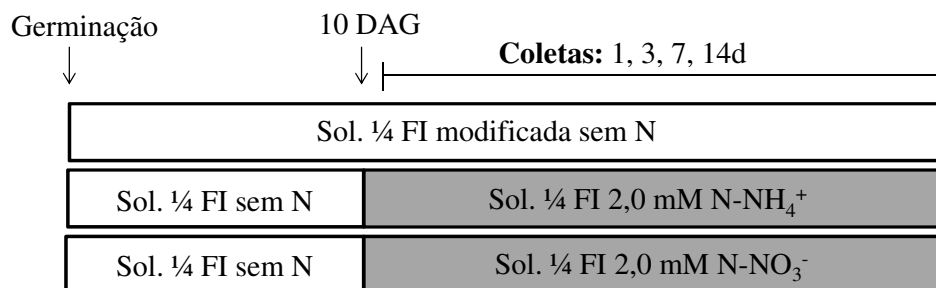 Germinação
10 DAG
Coletas: 1, 3, 7, 14d
Sol. ¼ FI modificada sem N
Sol. ¼ FI sem N
Sol. ¼ FI 2,0 mM N-NH₄⁺
Sol. ¼ FI sem N
Sol. ¼ FI 2,0 mM N-NO₃⁻